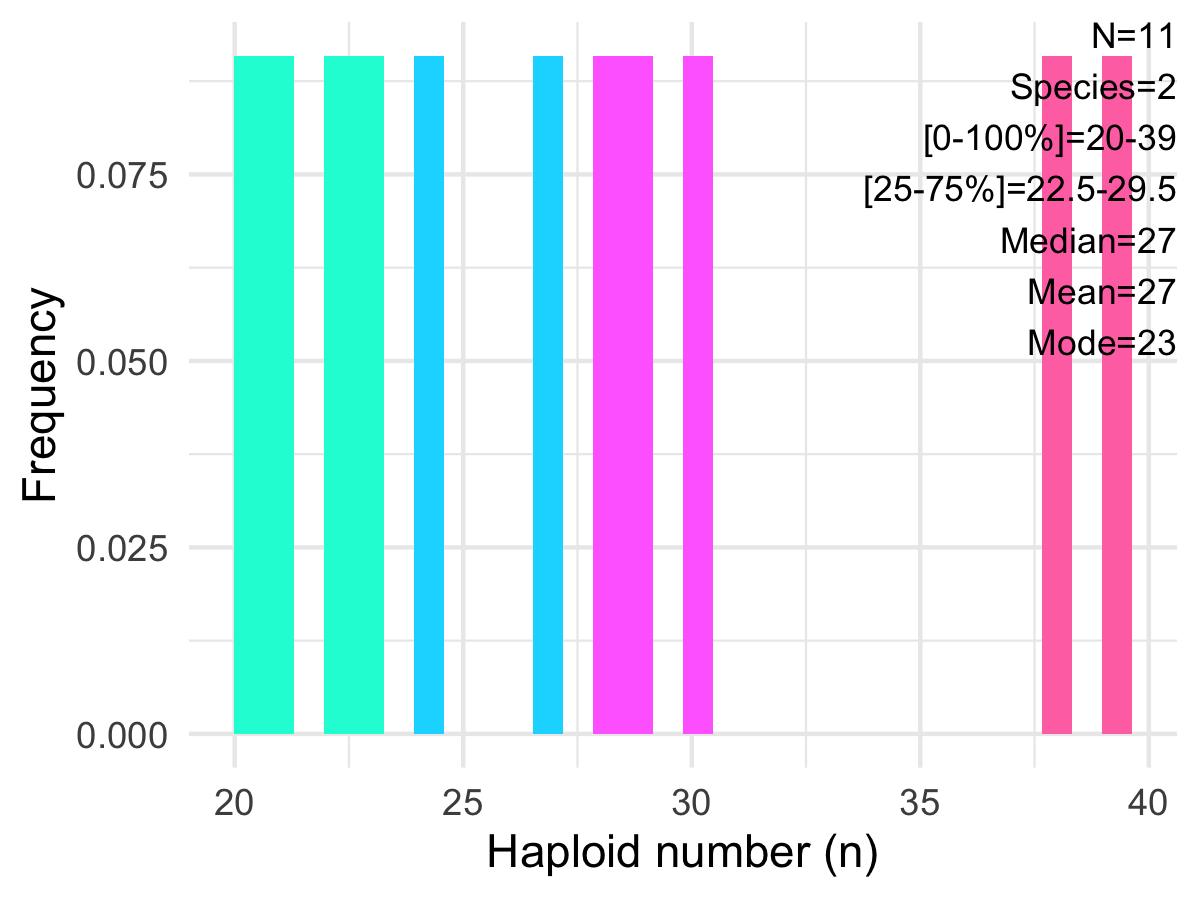 N=11
Species=2
[0-100%]=20-39
[25-75%]=22.5-29.5
Median=27
Mean=27
Mode=23
Frequency
0.075
0.050
0.025
0.000
20 25 30 35 40
Haploid number (n)